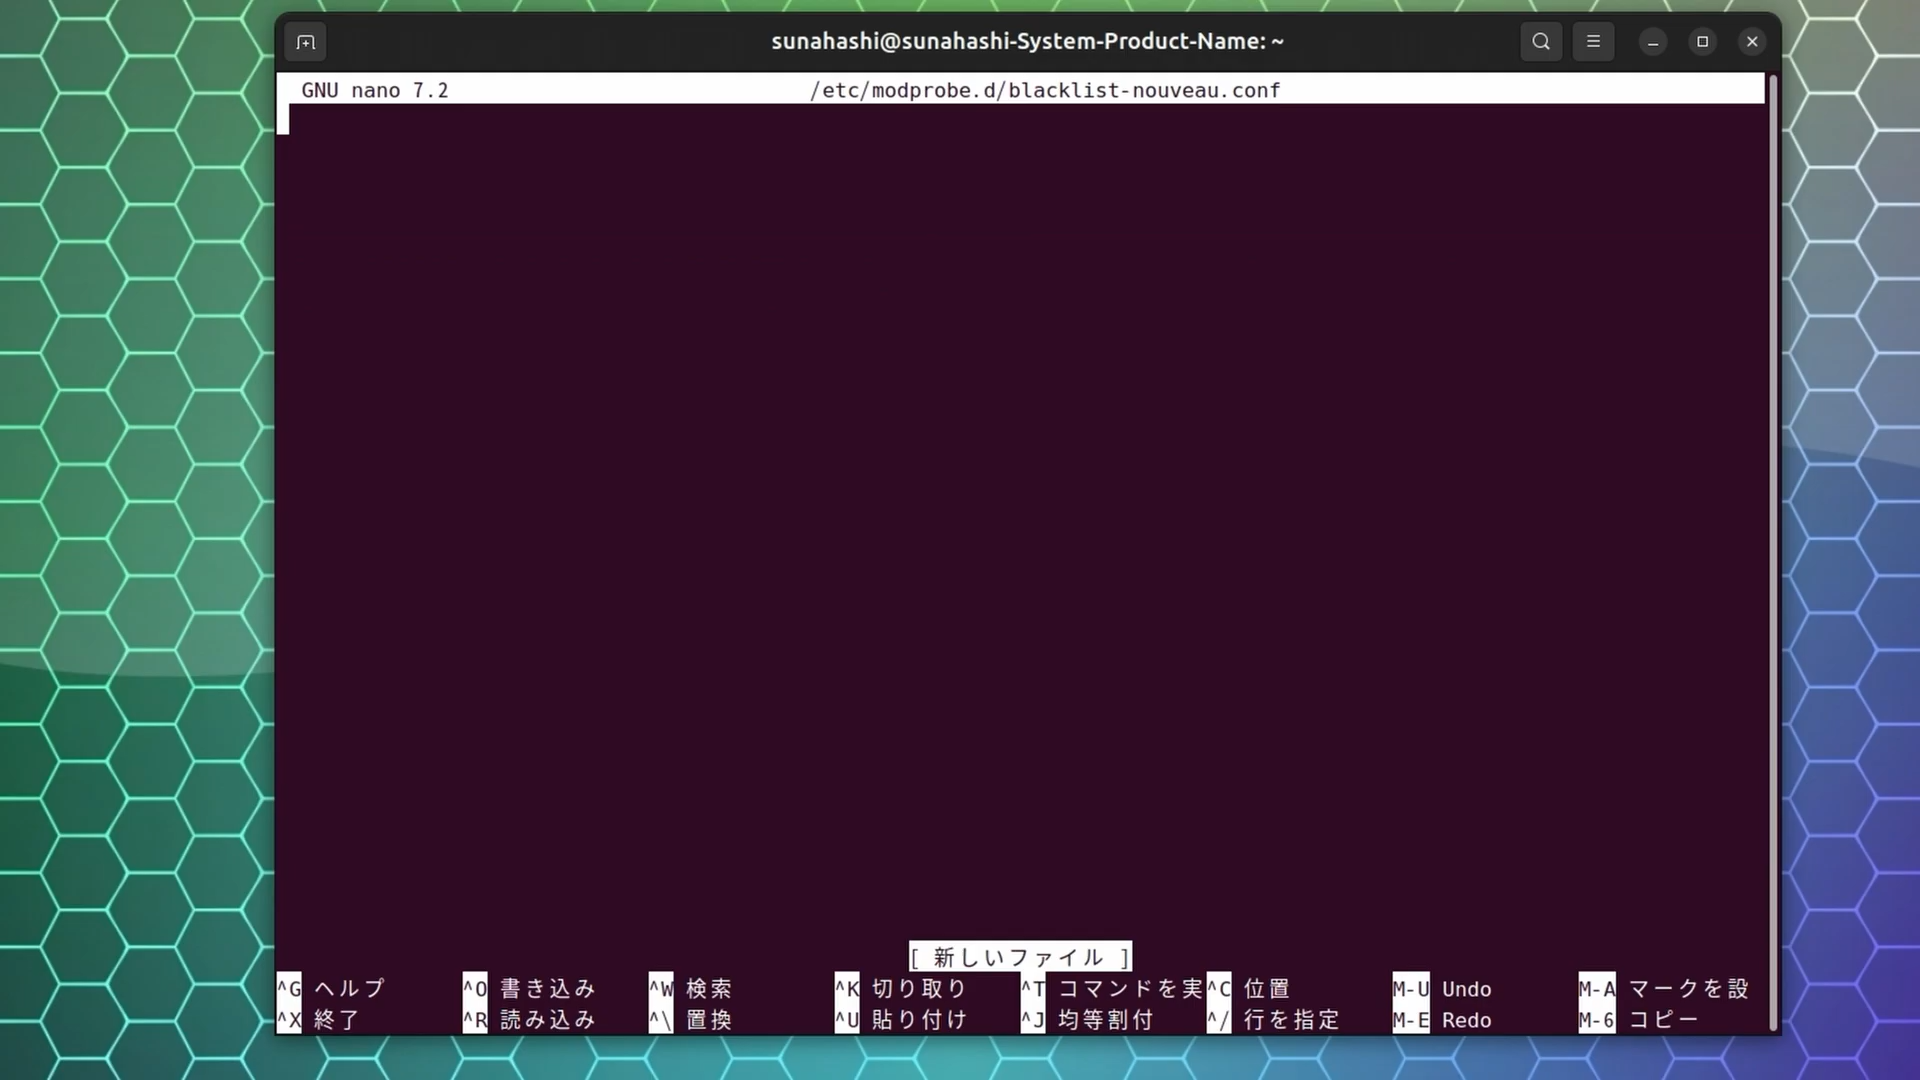 sunahashi@sunahashi-System-Product-Name: ~
GNU nano 7.2 /etc/modprobe.d/blacklist-nouveau.conf
[ 新しいファイル ]
^G ヘルプ ^O 書き込み ^W 検索 ^K 切り取り ^T コマンドを実 ^C 位置 M-U Undo M-A マークを設
^X 終了 ^R 読み込み ^\ 置換 ^U 貼り付け ^J 均等割付 ^/ 行を指定 M-E Redo M-6 コピー